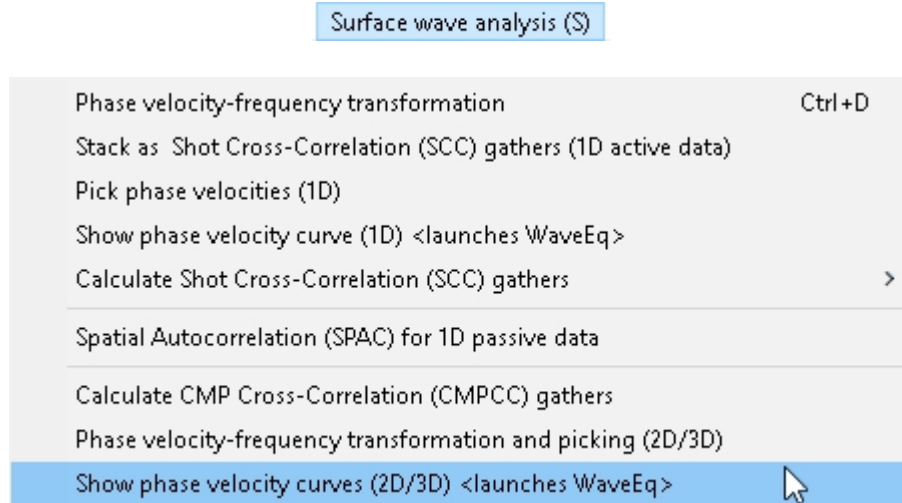 Surface wave analysis (S)
Phase velocity-frequency transformation Ctrl+D
Stack as Shot Cross-Correlation (SCC) gathers (1D active data)
Pick phase velocities (1D)
Show phase velocity curve (1D) <launches WaveEq>
Calculate Shot Cross-Correlation (SCC) gathers >
Spatial Autocorrelation (SPAC) for 1D passive data
Calculate CMP Cross-Correlation (CMPCC) gathers
Phase velocity-frequency transformation and picking (2D/3D)
Show phase velocity curves (2D/3D) <launches WaveEq>